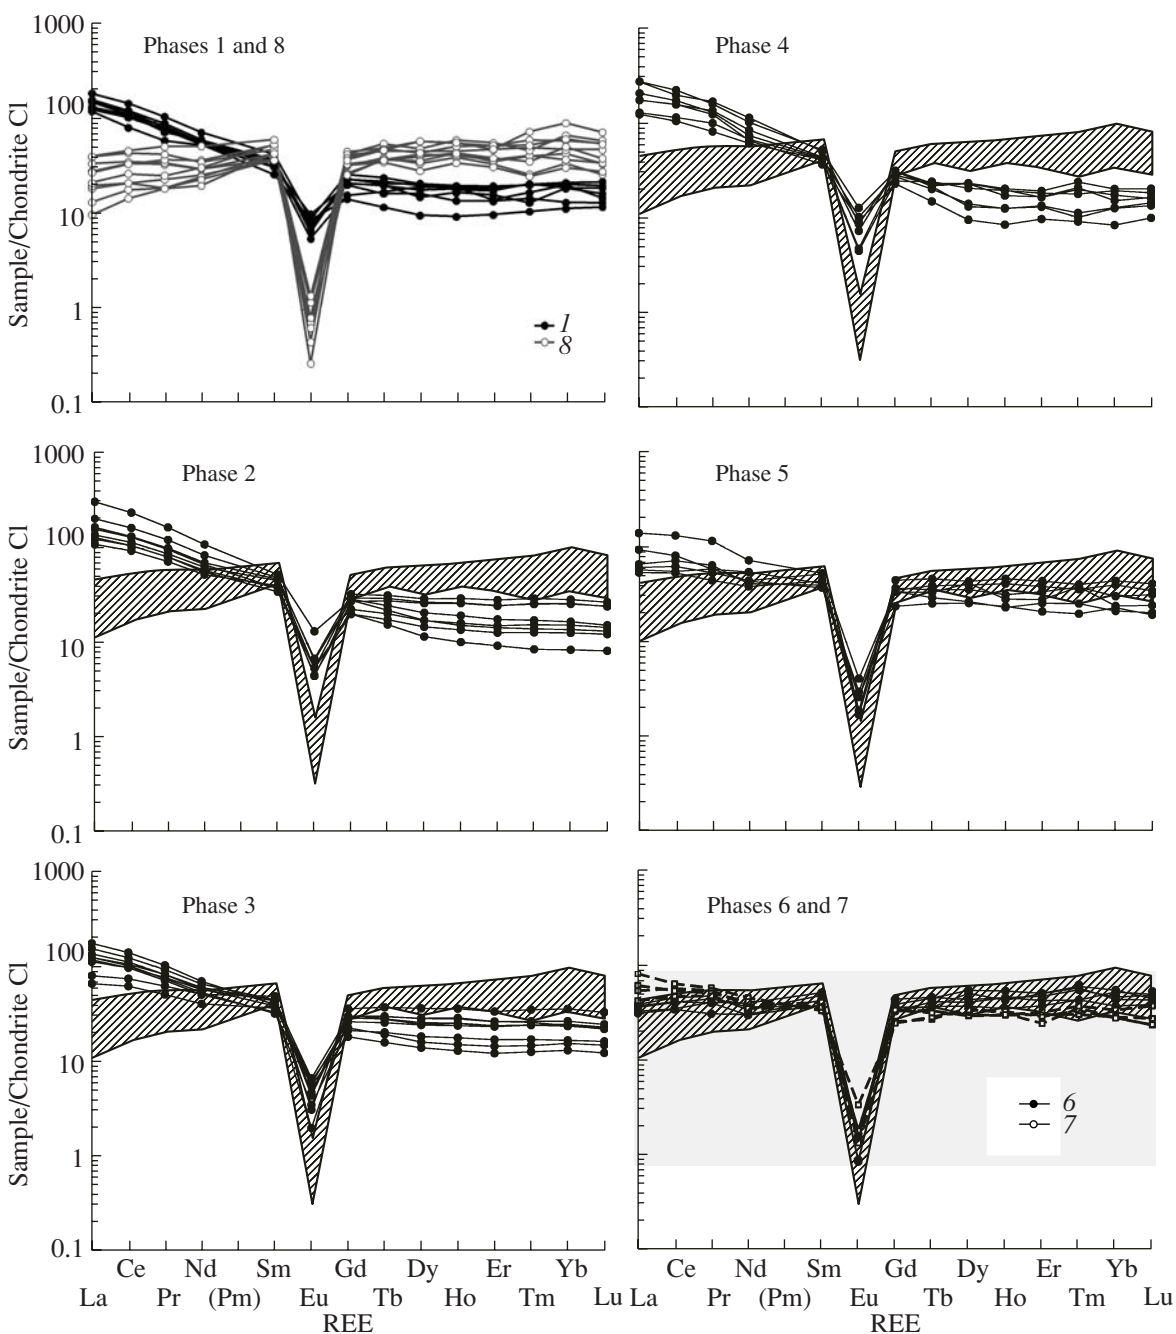 1000
Phases 1 and 8
100
10
1
0.1
Sample/Chondrite Cl
1
8
Phase 4
1000
Phase 2
100
10
1
0.1
Sample/Chondrite Cl
Phase 5
1000
Phase 3
100
10
1
0.1
Sample/Chondrite Cl
Phases 6 and 7
6
7
Ce Nd Sm Gd Dy Er Yb
La Pr (Pm) Eu Tb Ho Tm Lu
REE
Ce Nd Sm Gd Dy Er Yb
La Pr (Pm) Eu Tb Ho Tm Lu
REE